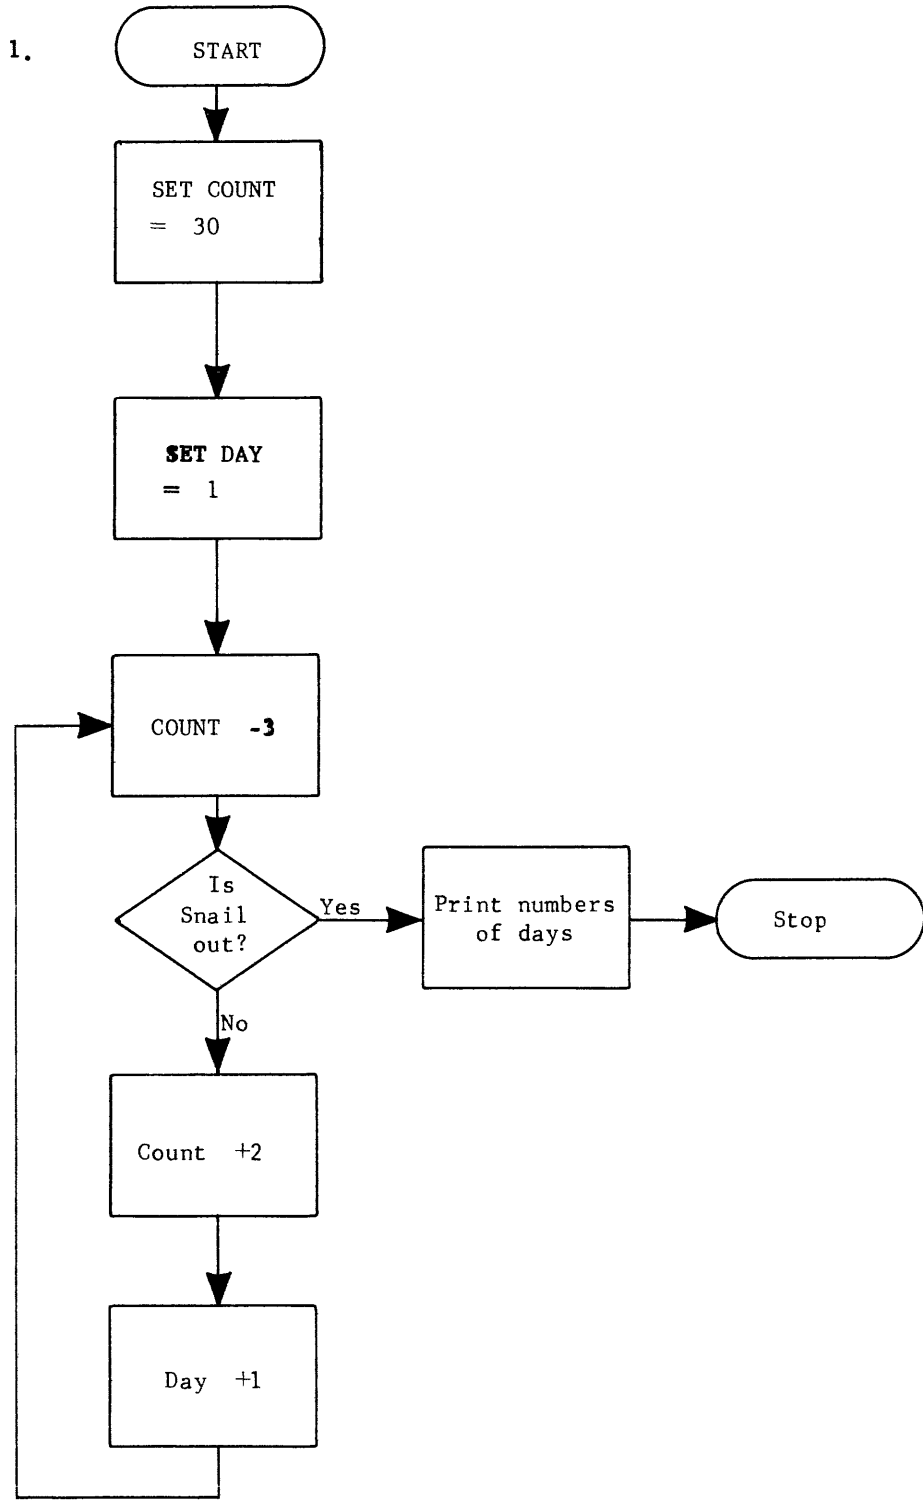 1.
START
SET COUNT
= 30
SET DAY
= 1
COUNT -3
Is
Snail
out?
Yes
Print numbers
of days
Stop
No
Count +2
Day +1